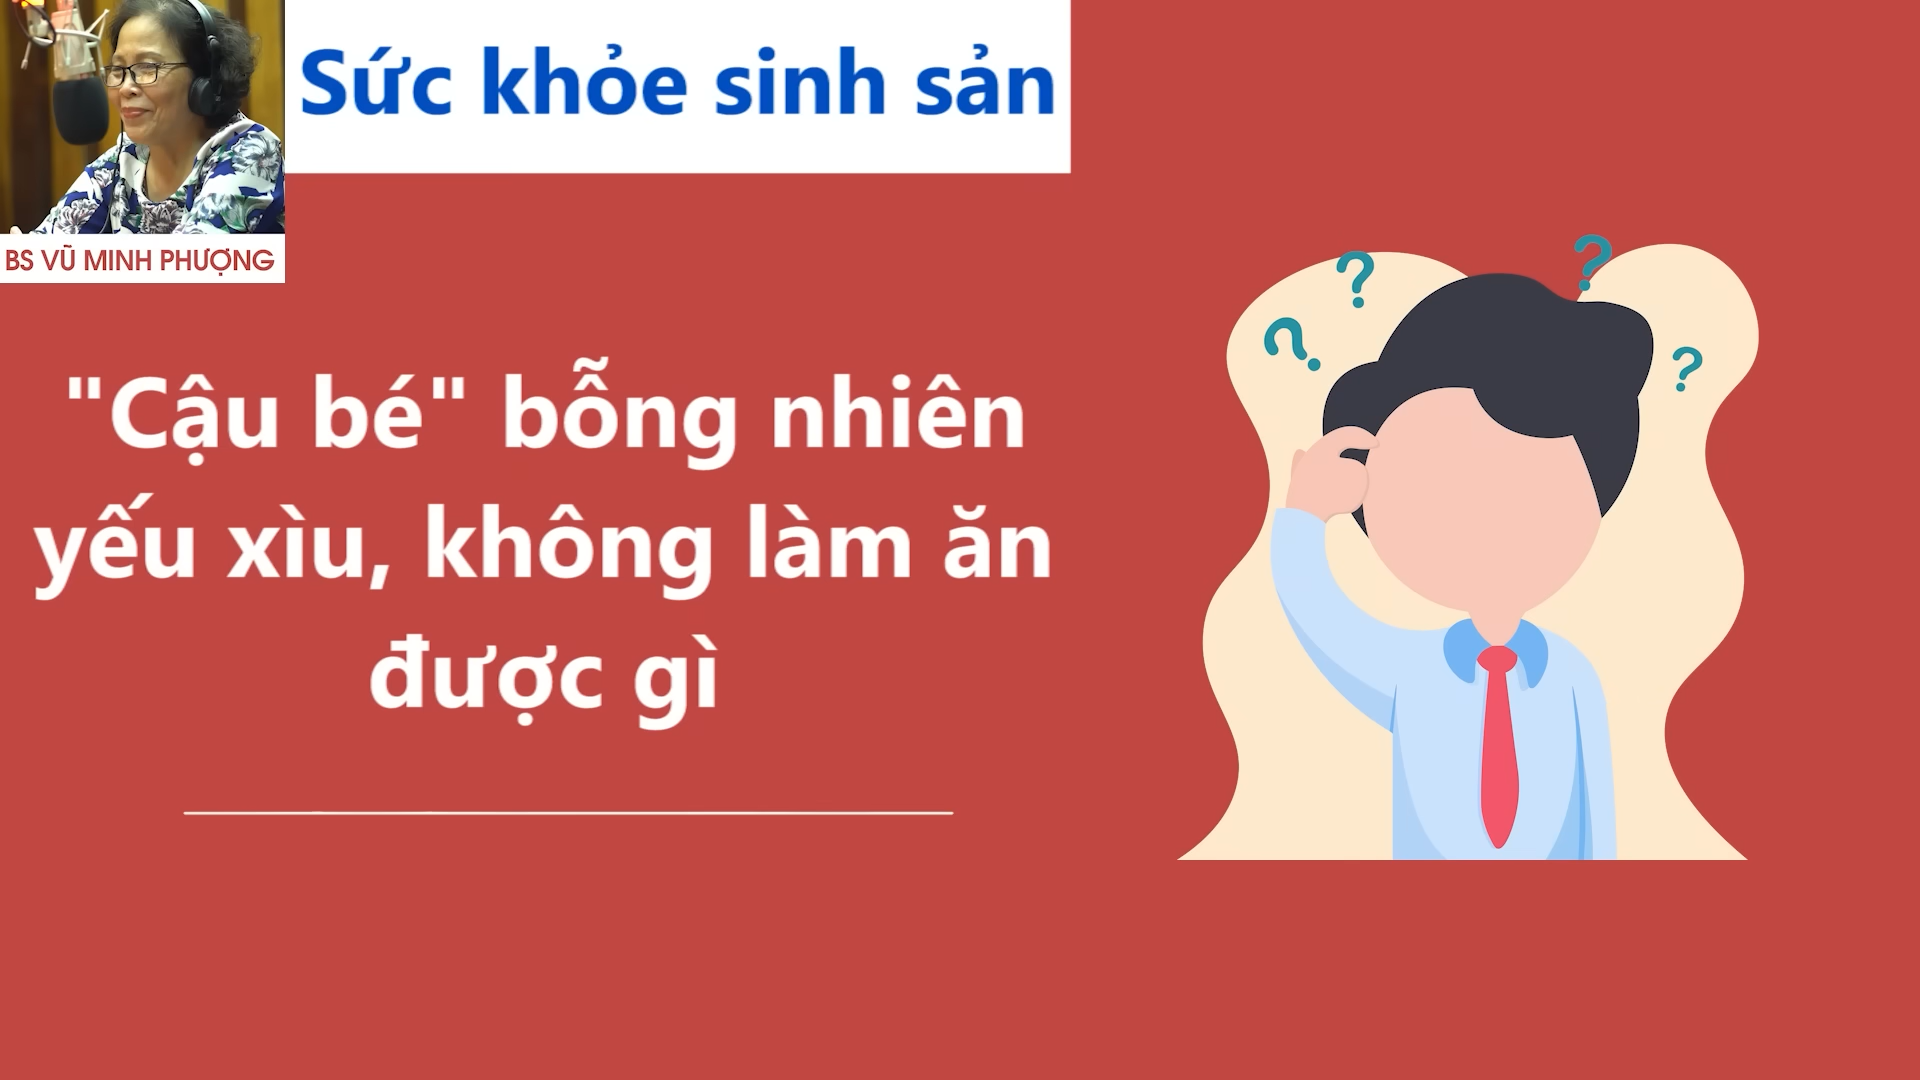 Sức khỏe sinh sản
BS VŨ MINH PHƯỢNG
"Cậu bé" bỗng nhiên
yếu xìu, không làm ăn
được gì
? ? ? ?